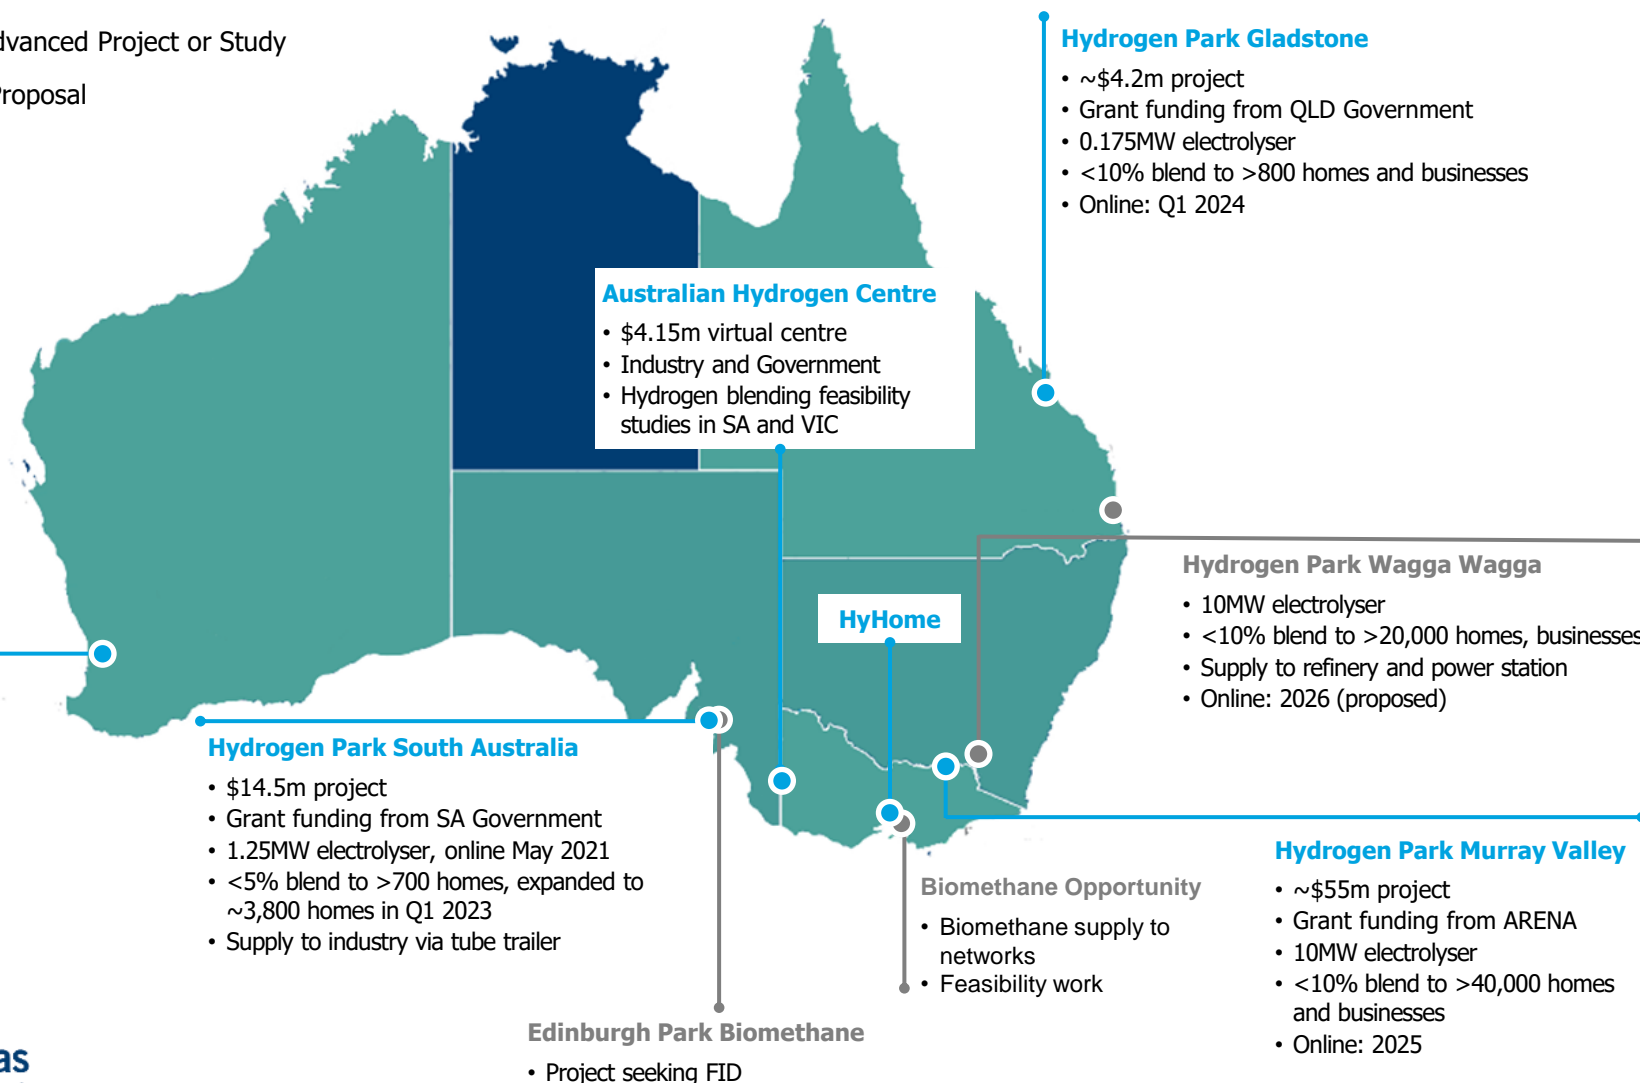 dvanced Project or Study
Proposal
Hydrogen Park Gladstone
• ~$4.2m project
• Grant funding from QLD Government
• 0.175MW electrolyser
• <10% blend to >800 homes and businesses
• Online: Q1 2024
Australian Hydrogen Centre
• $4.15m virtual centre
• Industry and Government
• Hydrogen blending feasibility
studies in SA and VIC
Hydrogen Park Wagga Wagga
• 10MW electrolyser
• <10% blend to >20,000 homes, businesses
• Supply to refinery and power station
• Online: 2026 (proposed)
HyHome
Hydrogen Park South Australia
• $14.5m project
• Grant funding from SA Government
• 1.25MW electrolyser, online May 2021
• <5% blend to >700 homes, expanded to
~3,800 homes in Q1 2023
• Supply to industry via tube trailer
Biomethane Opportunity
• Biomethane supply to
networks
• Feasibility work
Hydrogen Park Murray Valley
• ~$55m project
• Grant funding from ARENA
• 10MW electrolyser
• <10% blend to >40,000 homes
and businesses
• Online: 2025
Edinburgh Park Biomethane
• Project seeking FID
as